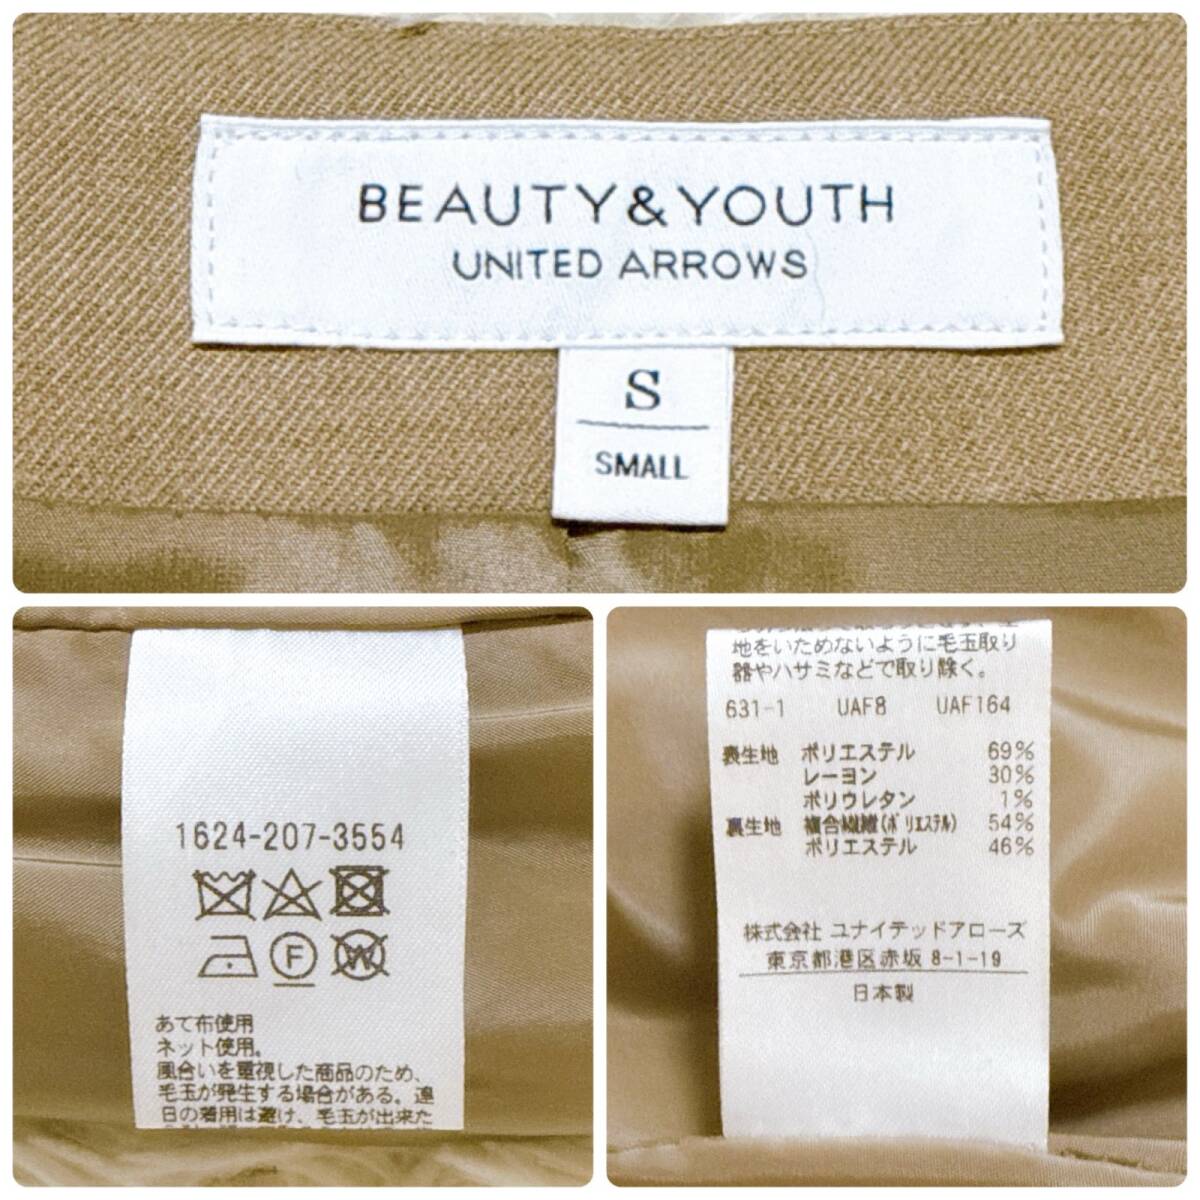 BEAUTY&YOUTH
UNITED ARROWS
S
SMALL
1624-207-3554
F
W
あて布使用
ネット使用。
風合いを重視した商品のため、
毛玉が発生する場合がある。連
日の着用は避け、毛玉が出来た
地をいためないように毛玉取り
器やハサミなどで取り除く。
631-1 UAF8 UAF164
表生地 ポリエステル 69%
レーヨン 30%
ポリウレタン 1%
裏生地 複合繊維(ポリエステル) 54%
ポリエステル 46%
株式会社 ユナイテッドアローズ
東京都港区赤坂 8-1-19
日本製